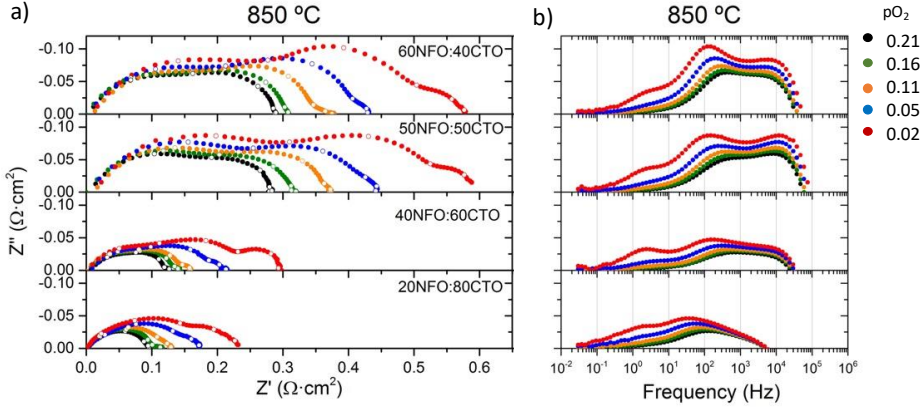 a)
850 ºC
b)
850 ºC
pO2
0.21
0.16
0.11
0.05
0.02
60NFO:40CTO
-0.10
-0.05
0.00
50NFO:50CTO
-0.10
-0.05
0.00
40NFO:60CTO
-0.10
-0.05
0.00
20NFO:80CTO
-0.10
-0.05
0.00
Z'' (Ω·cm²)
0.0 0.1 0.2 0.3 0.4 0.5 0.6
Z' (Ω·cm²)
10⁻² 10⁻¹ 10⁰ 10¹ 10² 10³ 10⁴ 10⁵ 10⁶
Frequency (Hz)